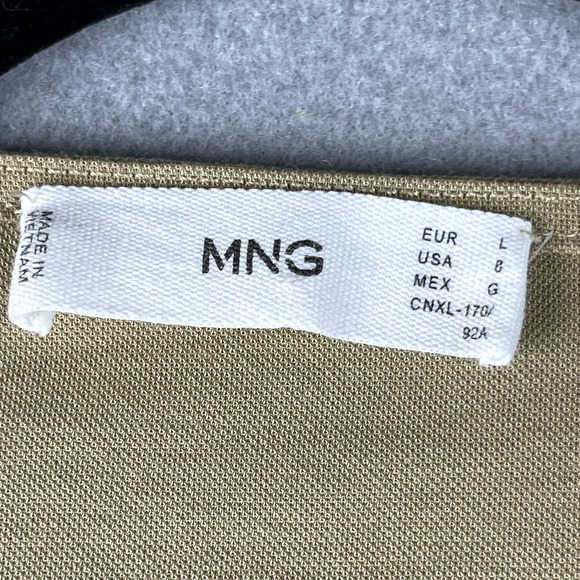 MADE IN
VIETNAM
MNG
EUR L
USA 8
MEX G
CNXL-170/
92A